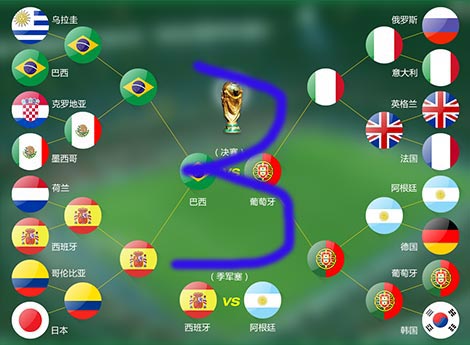 乌拉圭
巴西
克罗地亚
墨西哥
荷兰
西班牙
哥伦比亚
日本
(决赛)
VS
巴西
葡萄牙
3
(季军塞)
VS
西班牙
阿根廷
俄罗斯
意大利
英格兰
法国
阿根廷
德国
葡萄牙
韩国